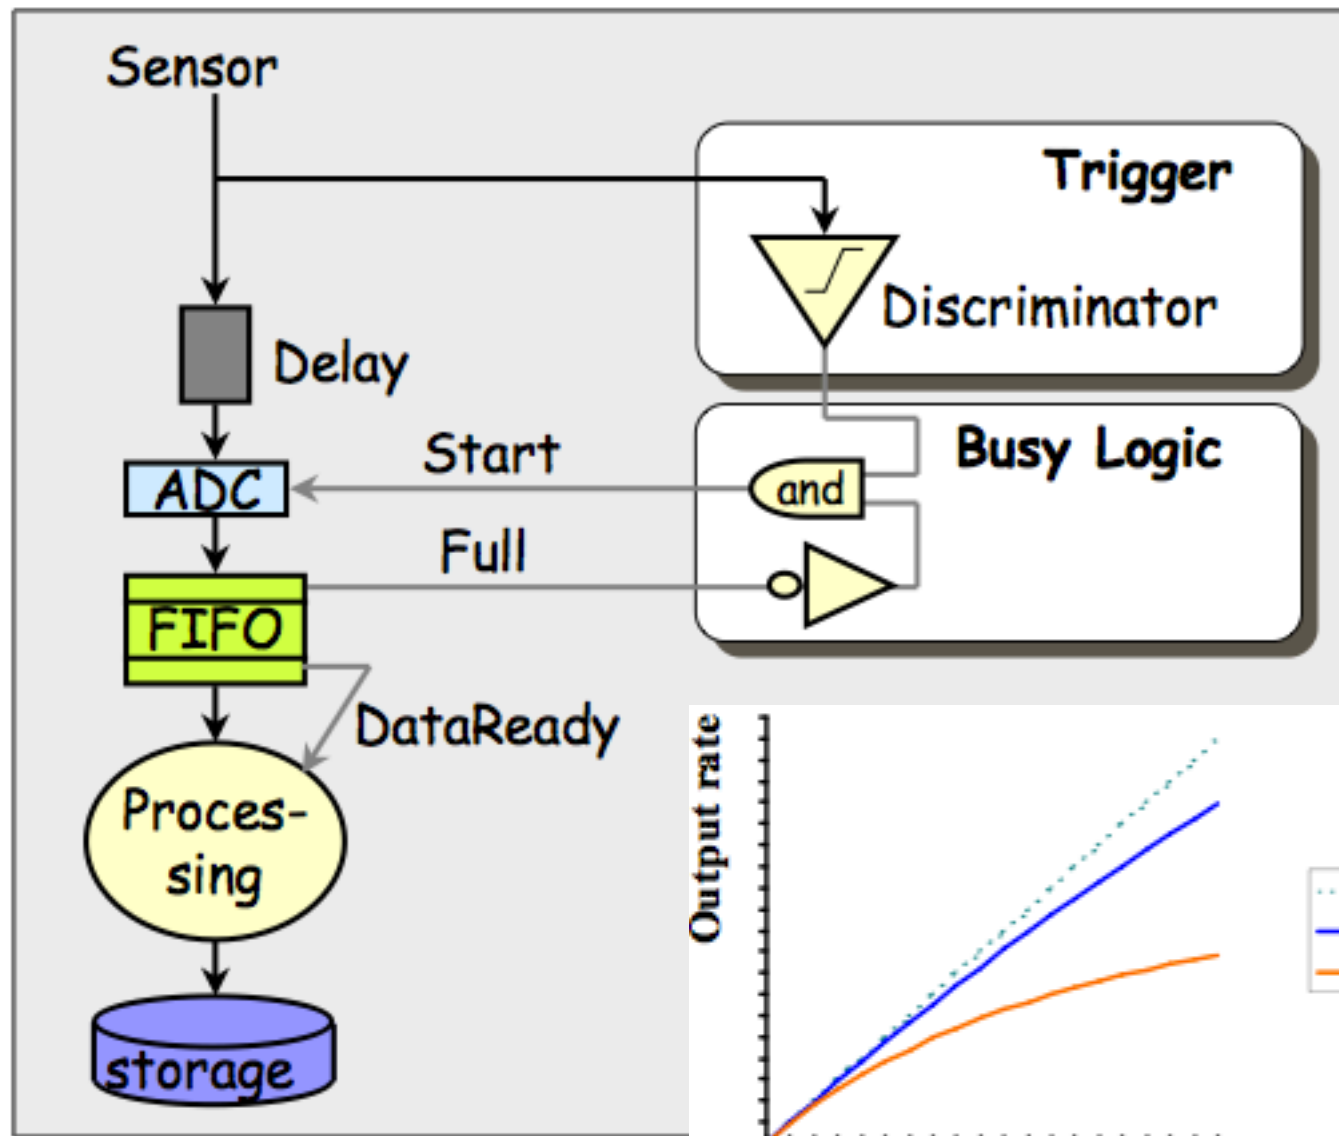 Sensor
Trigger
Discriminator
Delay
Busy Logic
Start
and
ADC
Full
FIFO
DataReady
Output rate
Proces-
sing
storage